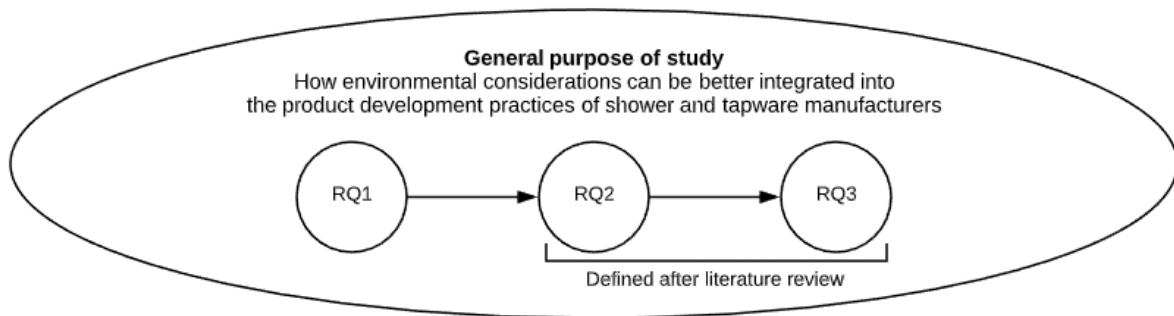 General purpose of study
How environmental considerations can be better integrated into
the product development practices of shower and tapware manufacturers
RQ1
RQ2
RQ3
Defined after literature review